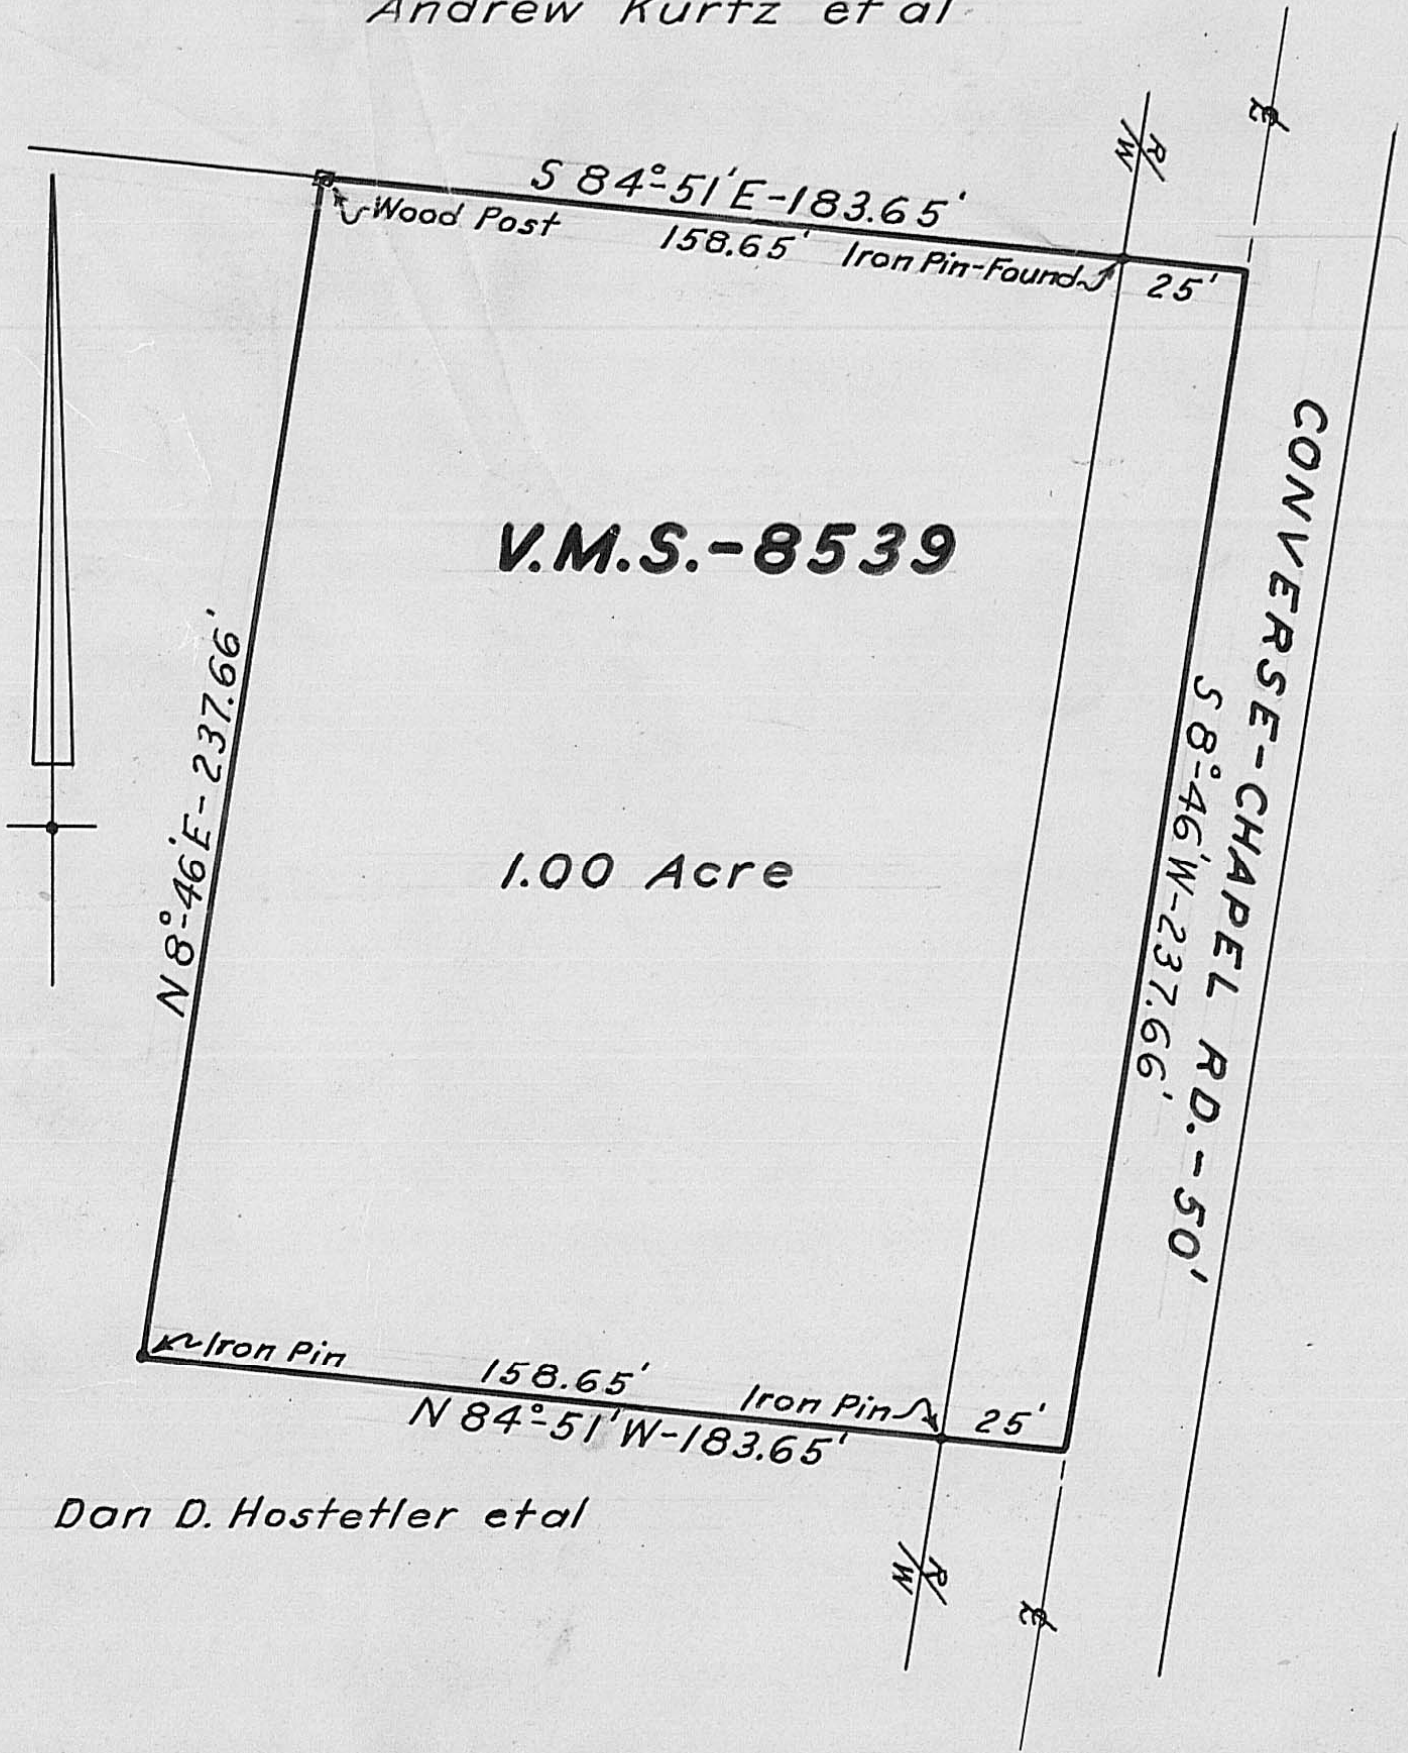 Andrew Kurtz et al
R/W
℄
S 84°-51' E-183.65'
Wood Post
158.65'
Iron Pin-Found
25'
V.M.S.-8539
CONVERSE-CHAPEL RD.-50'
N 8°-46' E-237.66'
S 8°-46' W-237.66'
1.00 Acre
Iron Pin
158.65'
Iron Pin
25'
N 84°-51' W-183.65'
Dan D. Hostetler et al
R/W
℄